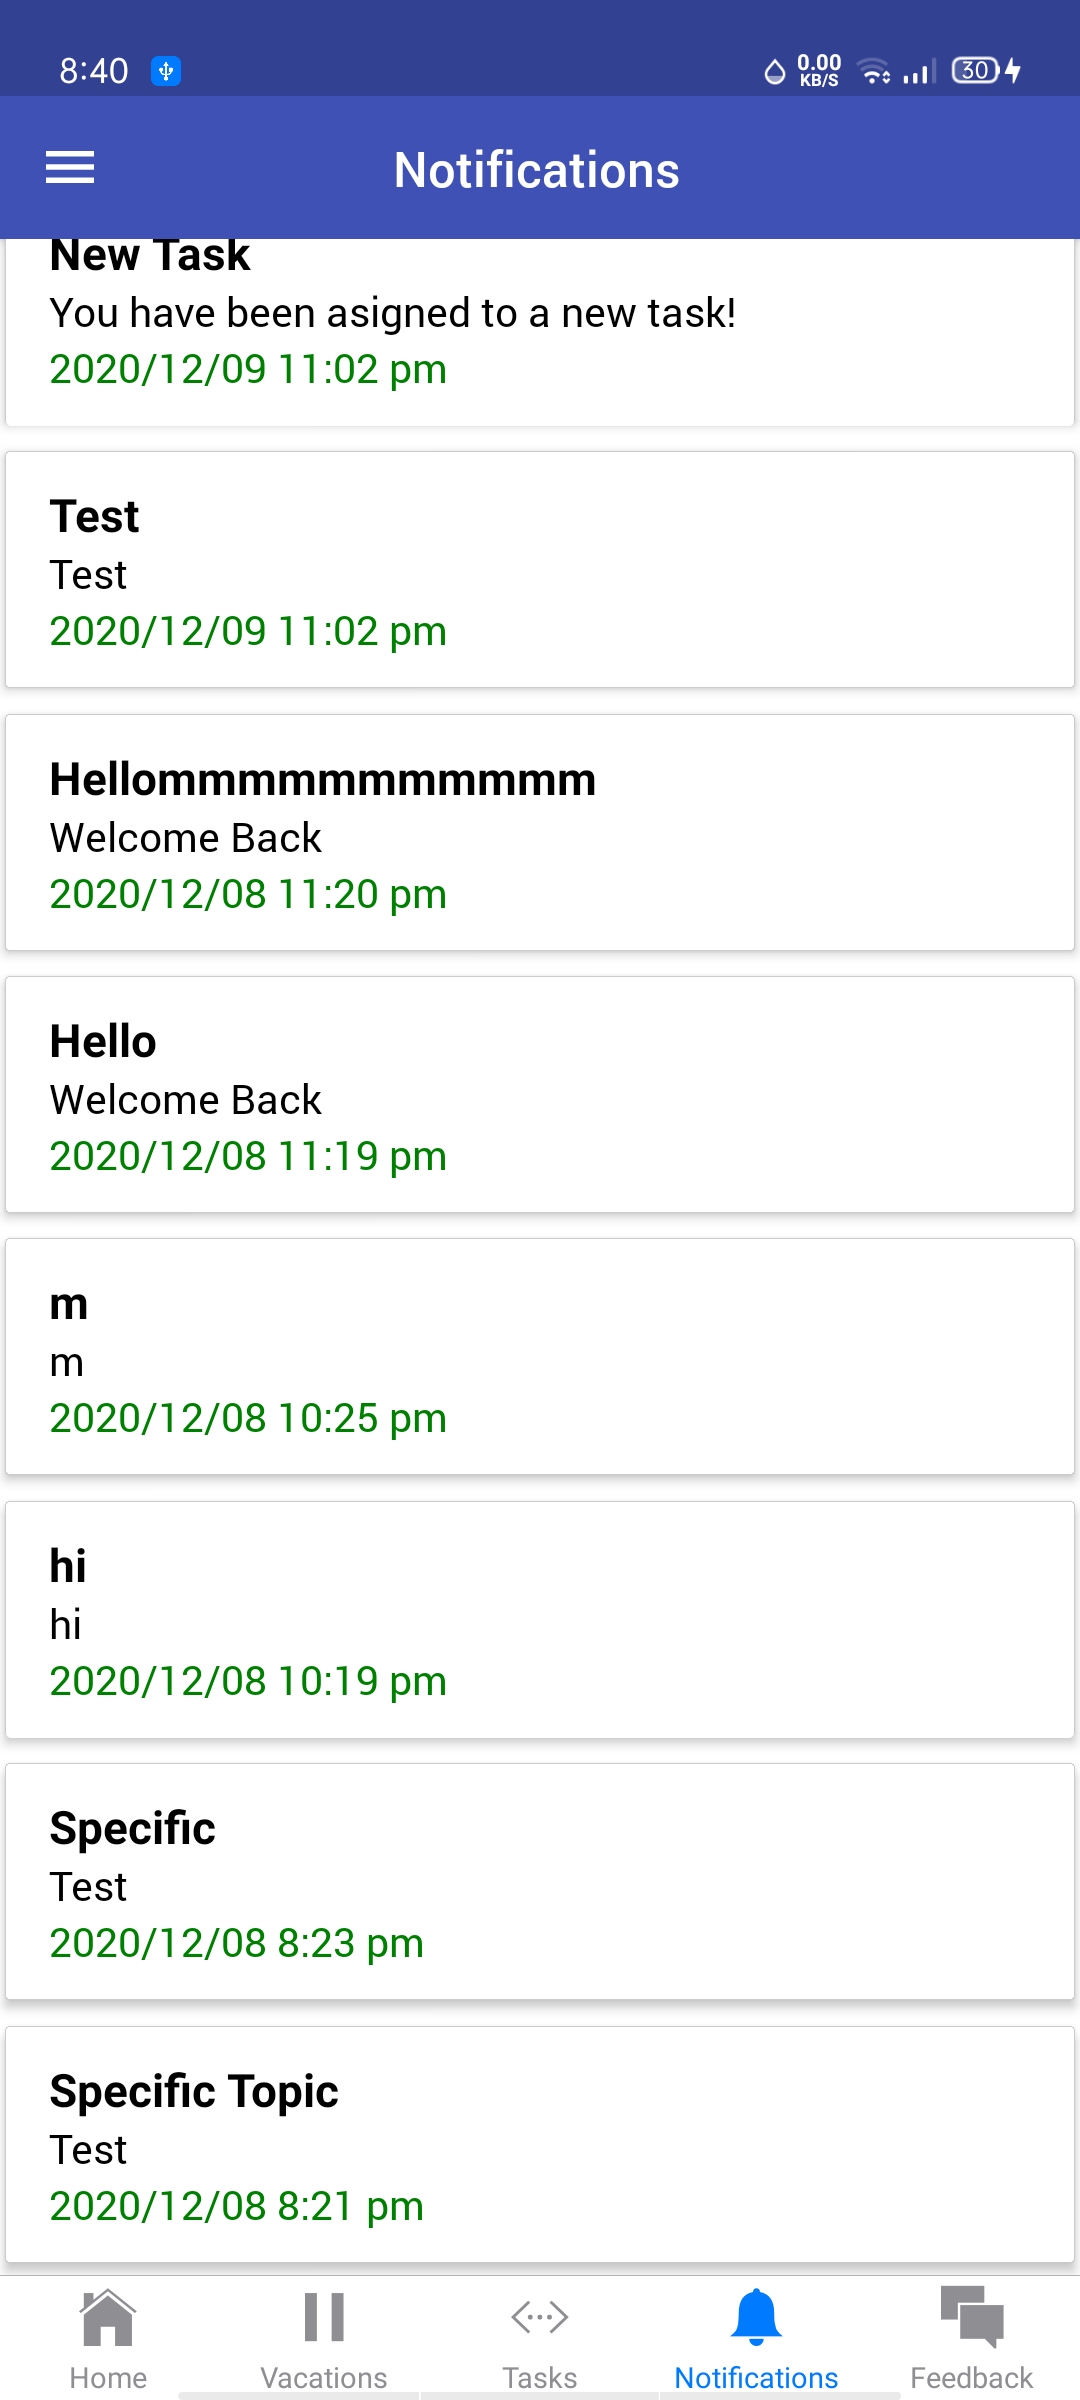 8:40
0.00
KB/S
30
Notifications
New Task
You have been asigned to a new task!
2020/12/09 11:02 pm
Test
Test
2020/12/09 11:02 pm
Hellommmmmmmmmmm
Welcome Back
2020/12/08 11:20 pm
Hello
Welcome Back
2020/12/08 11:19 pm
m
m
2020/12/08 10:25 pm
hi
hi
2020/12/08 10:19 pm
Specific
Test
2020/12/08 8:23 pm
Specific Topic
Test
2020/12/08 8:21 pm
Home
Vacations
Tasks
Notifications
Feedback